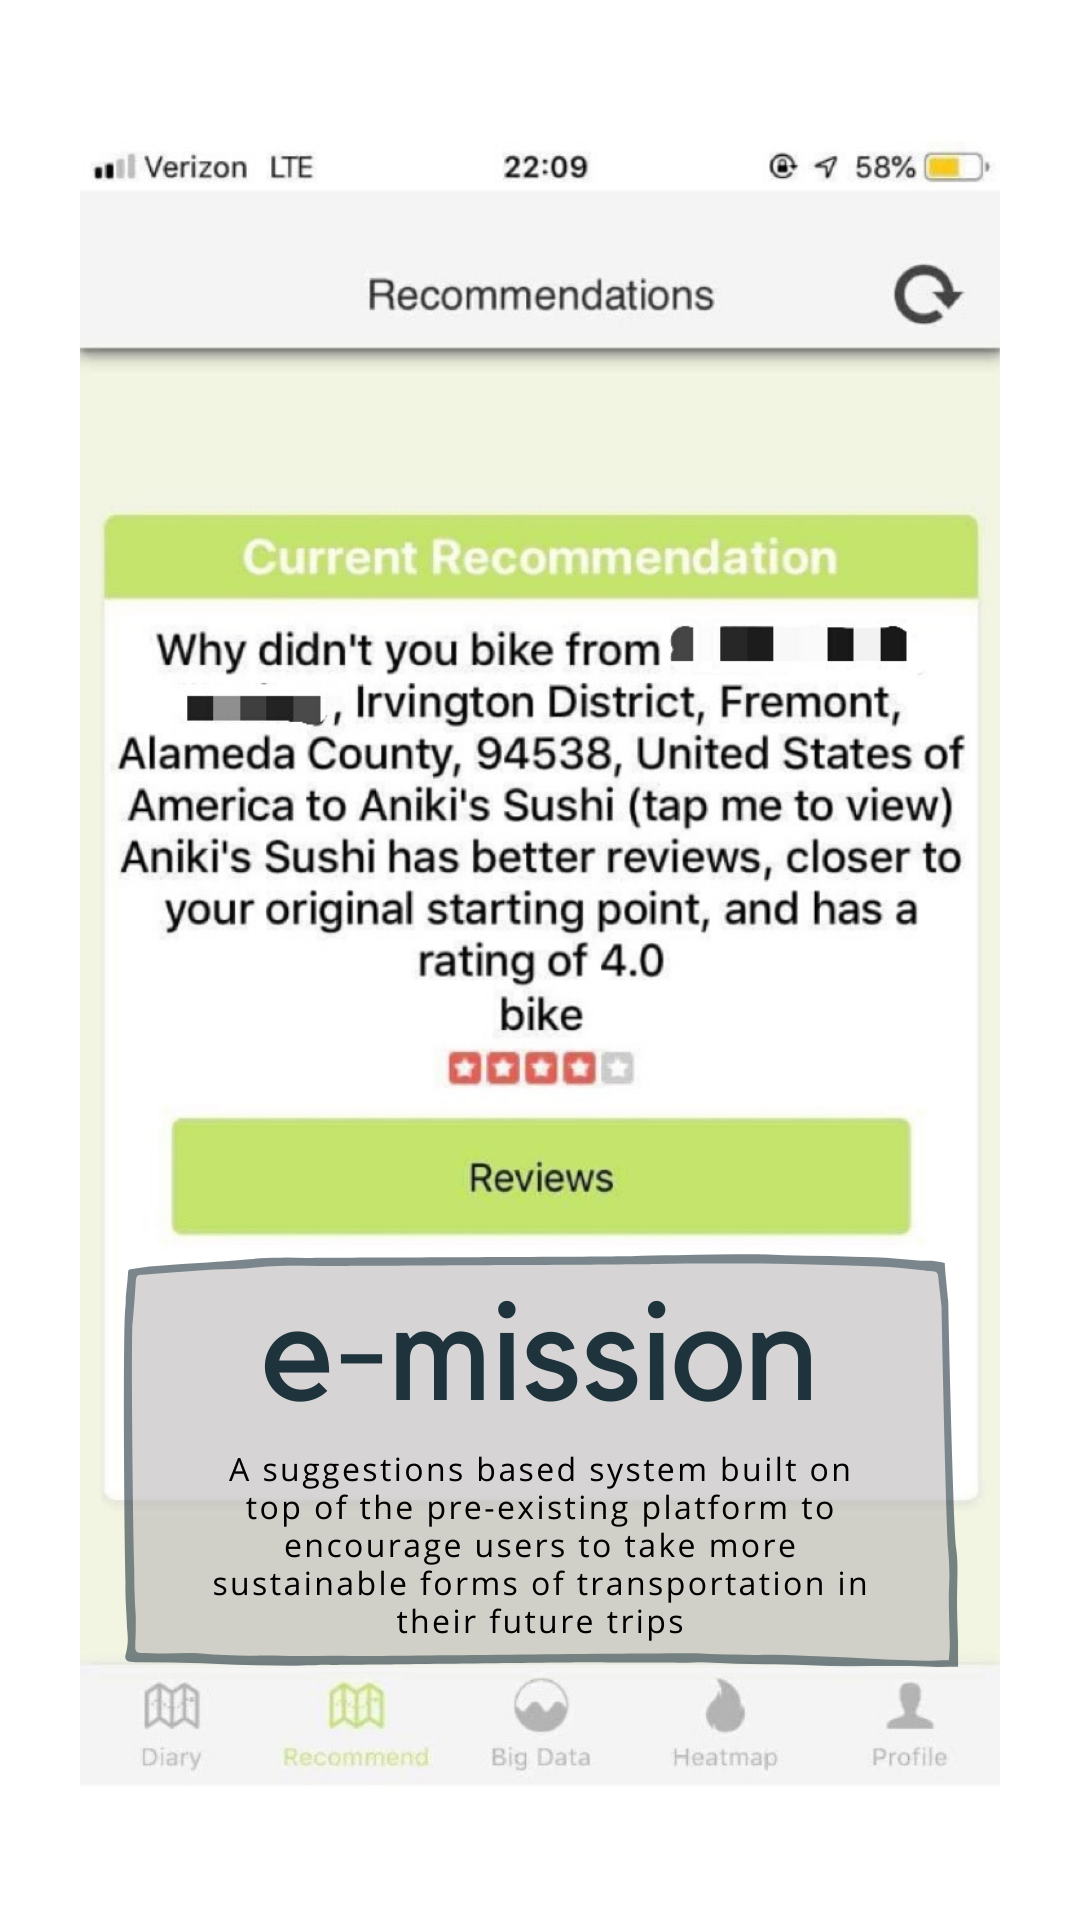 Verizon LTE 22:09 58%
Recommendations
Current Recommendation
Why didn't you bike from
, Irvington District, Fremont,
Alameda County, 94538, United States of
America to Aniki's Sushi (tap me to view)
Aniki's Sushi has better reviews, closer to
your original starting point, and has a
rating of 4.0
bike
Reviews
e-mission
A suggestions based system built on
top of the pre-existing platform to
encourage users to take more
sustainable forms of transportation in
their future trips
Diary Recommend Big Data Heatmap Profile